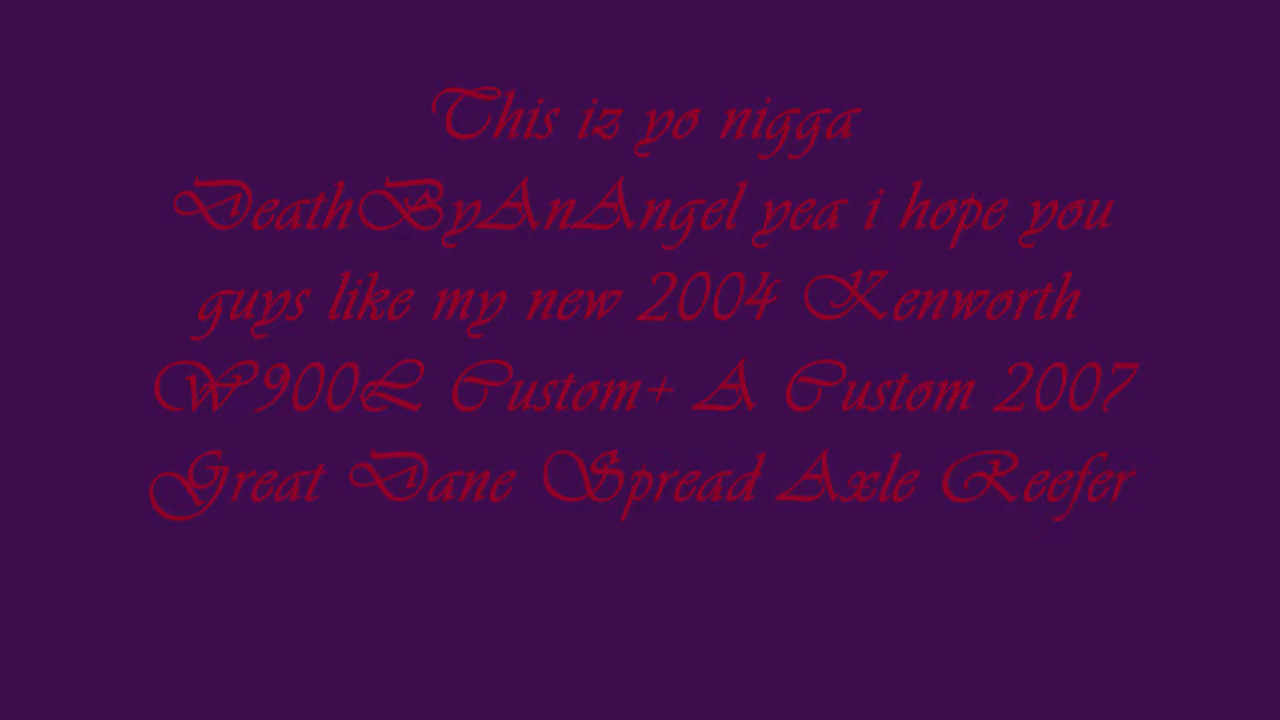 This iz yo nigga
DeathByAnAngel yea i hope you
guys like my new 2004 Kenworth
W900L Custom+ A Custom 2007
Great Dane Spread Axle Reefer